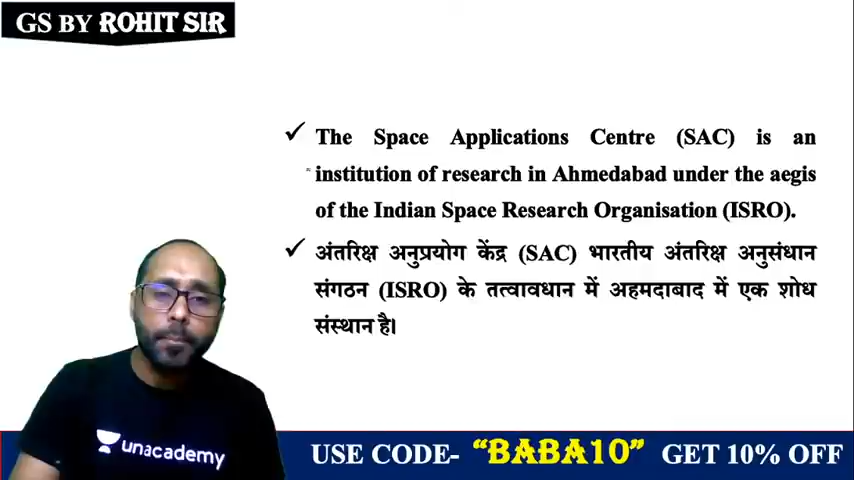 GS BY ROHIT SIR
✓ The Space Applications Centre (SAC) is an
institution of research in Ahmedabad under the aegis
of the Indian Space Research Organisation (ISRO).
✓ अंतरिक्ष अनुप्रयोग केंद्र (SAC) भारतीय अंतरिक्ष अनुसंधान
संगठन (ISRO) के तत्वावधान में अहमदाबाद में एक शोध
संस्थान है।
unacademy
USE CODE- “BABA10” GET 10% OFF